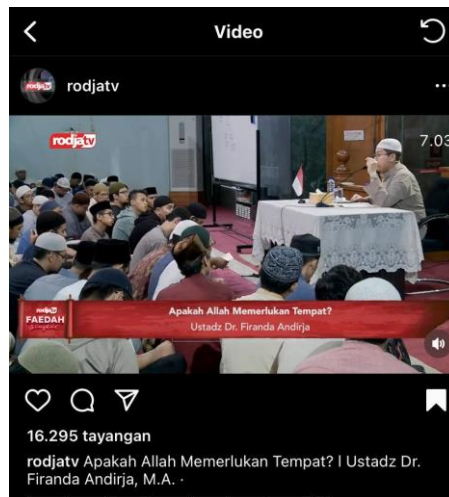 Video
rodjatv
rodjatv
7.03
rodjatv
FAEDAH
Apakah Allah Memerlukan Tempat?
Ustadz Dr. Firanda Andirja
16.295 tayangan
rodjatv Apakah Allah Memerlukan Tempat? I Ustadz Dr.
Firanda Andirja, M.A. ·